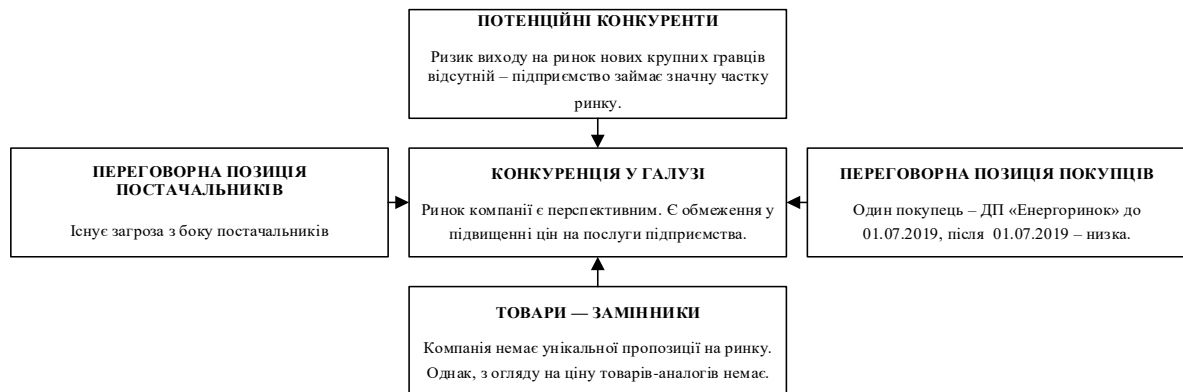 ПОТЕНЦІЙНІ КОНКУРЕНТИ
Ризик виходу на ринок нових крупних гравців
відсутній – підприємство займає значну частку
ринку.
ПЕРЕГОВОРНА ПОЗИЦІЯ
ПОСТАЧАЛЬНИКІВ
Існує загроза з боку постачальників
КОНКУРЕНЦІЯ У ГАЛУЗІ
Ринок компанії є перспективним. Є обмеження у
підвищенні цін на послуги підприємства.
ПЕРЕГОВОРНА ПОЗИЦІЯ ПОКУПЦІВ
Один покупець – ДП «Енергоринок» до
01.07.2019, після 01.07.2019 – низка.
ТОВАРИ — ЗАМІННИКИ
Компанія немає унікальної пропозиції на ринку.
Однак, з огляду на ціну товарів-аналогів немає.